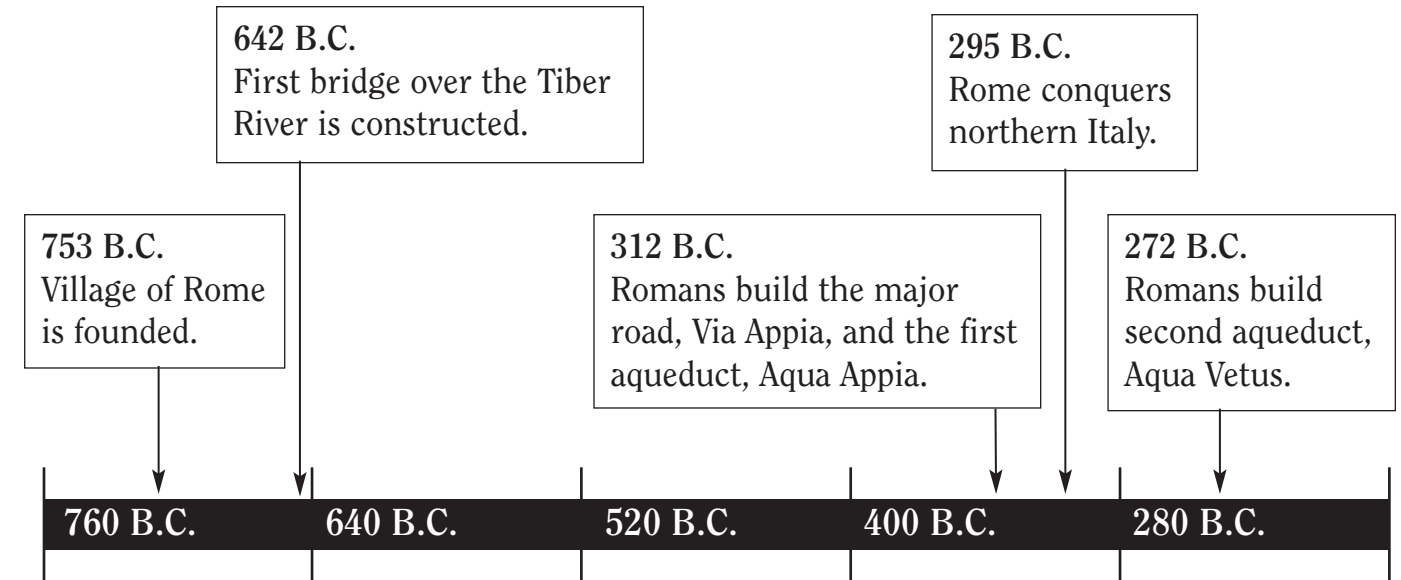 642 B.C.
First bridge over the Tiber
River is constructed.
295 B.C.
Rome conquers
northern Italy.
753 B.C.
Village of Rome
is founded.
312 B.C.
Romans build the major
road, Via Appia, and the first
aqueduct, Aqua Appia.
272 B.C.
Romans build
second aqueduct,
Aqua Vetus.
760 B.C. 640 B.C. 520 B.C. 400 B.C. 280 B.C.